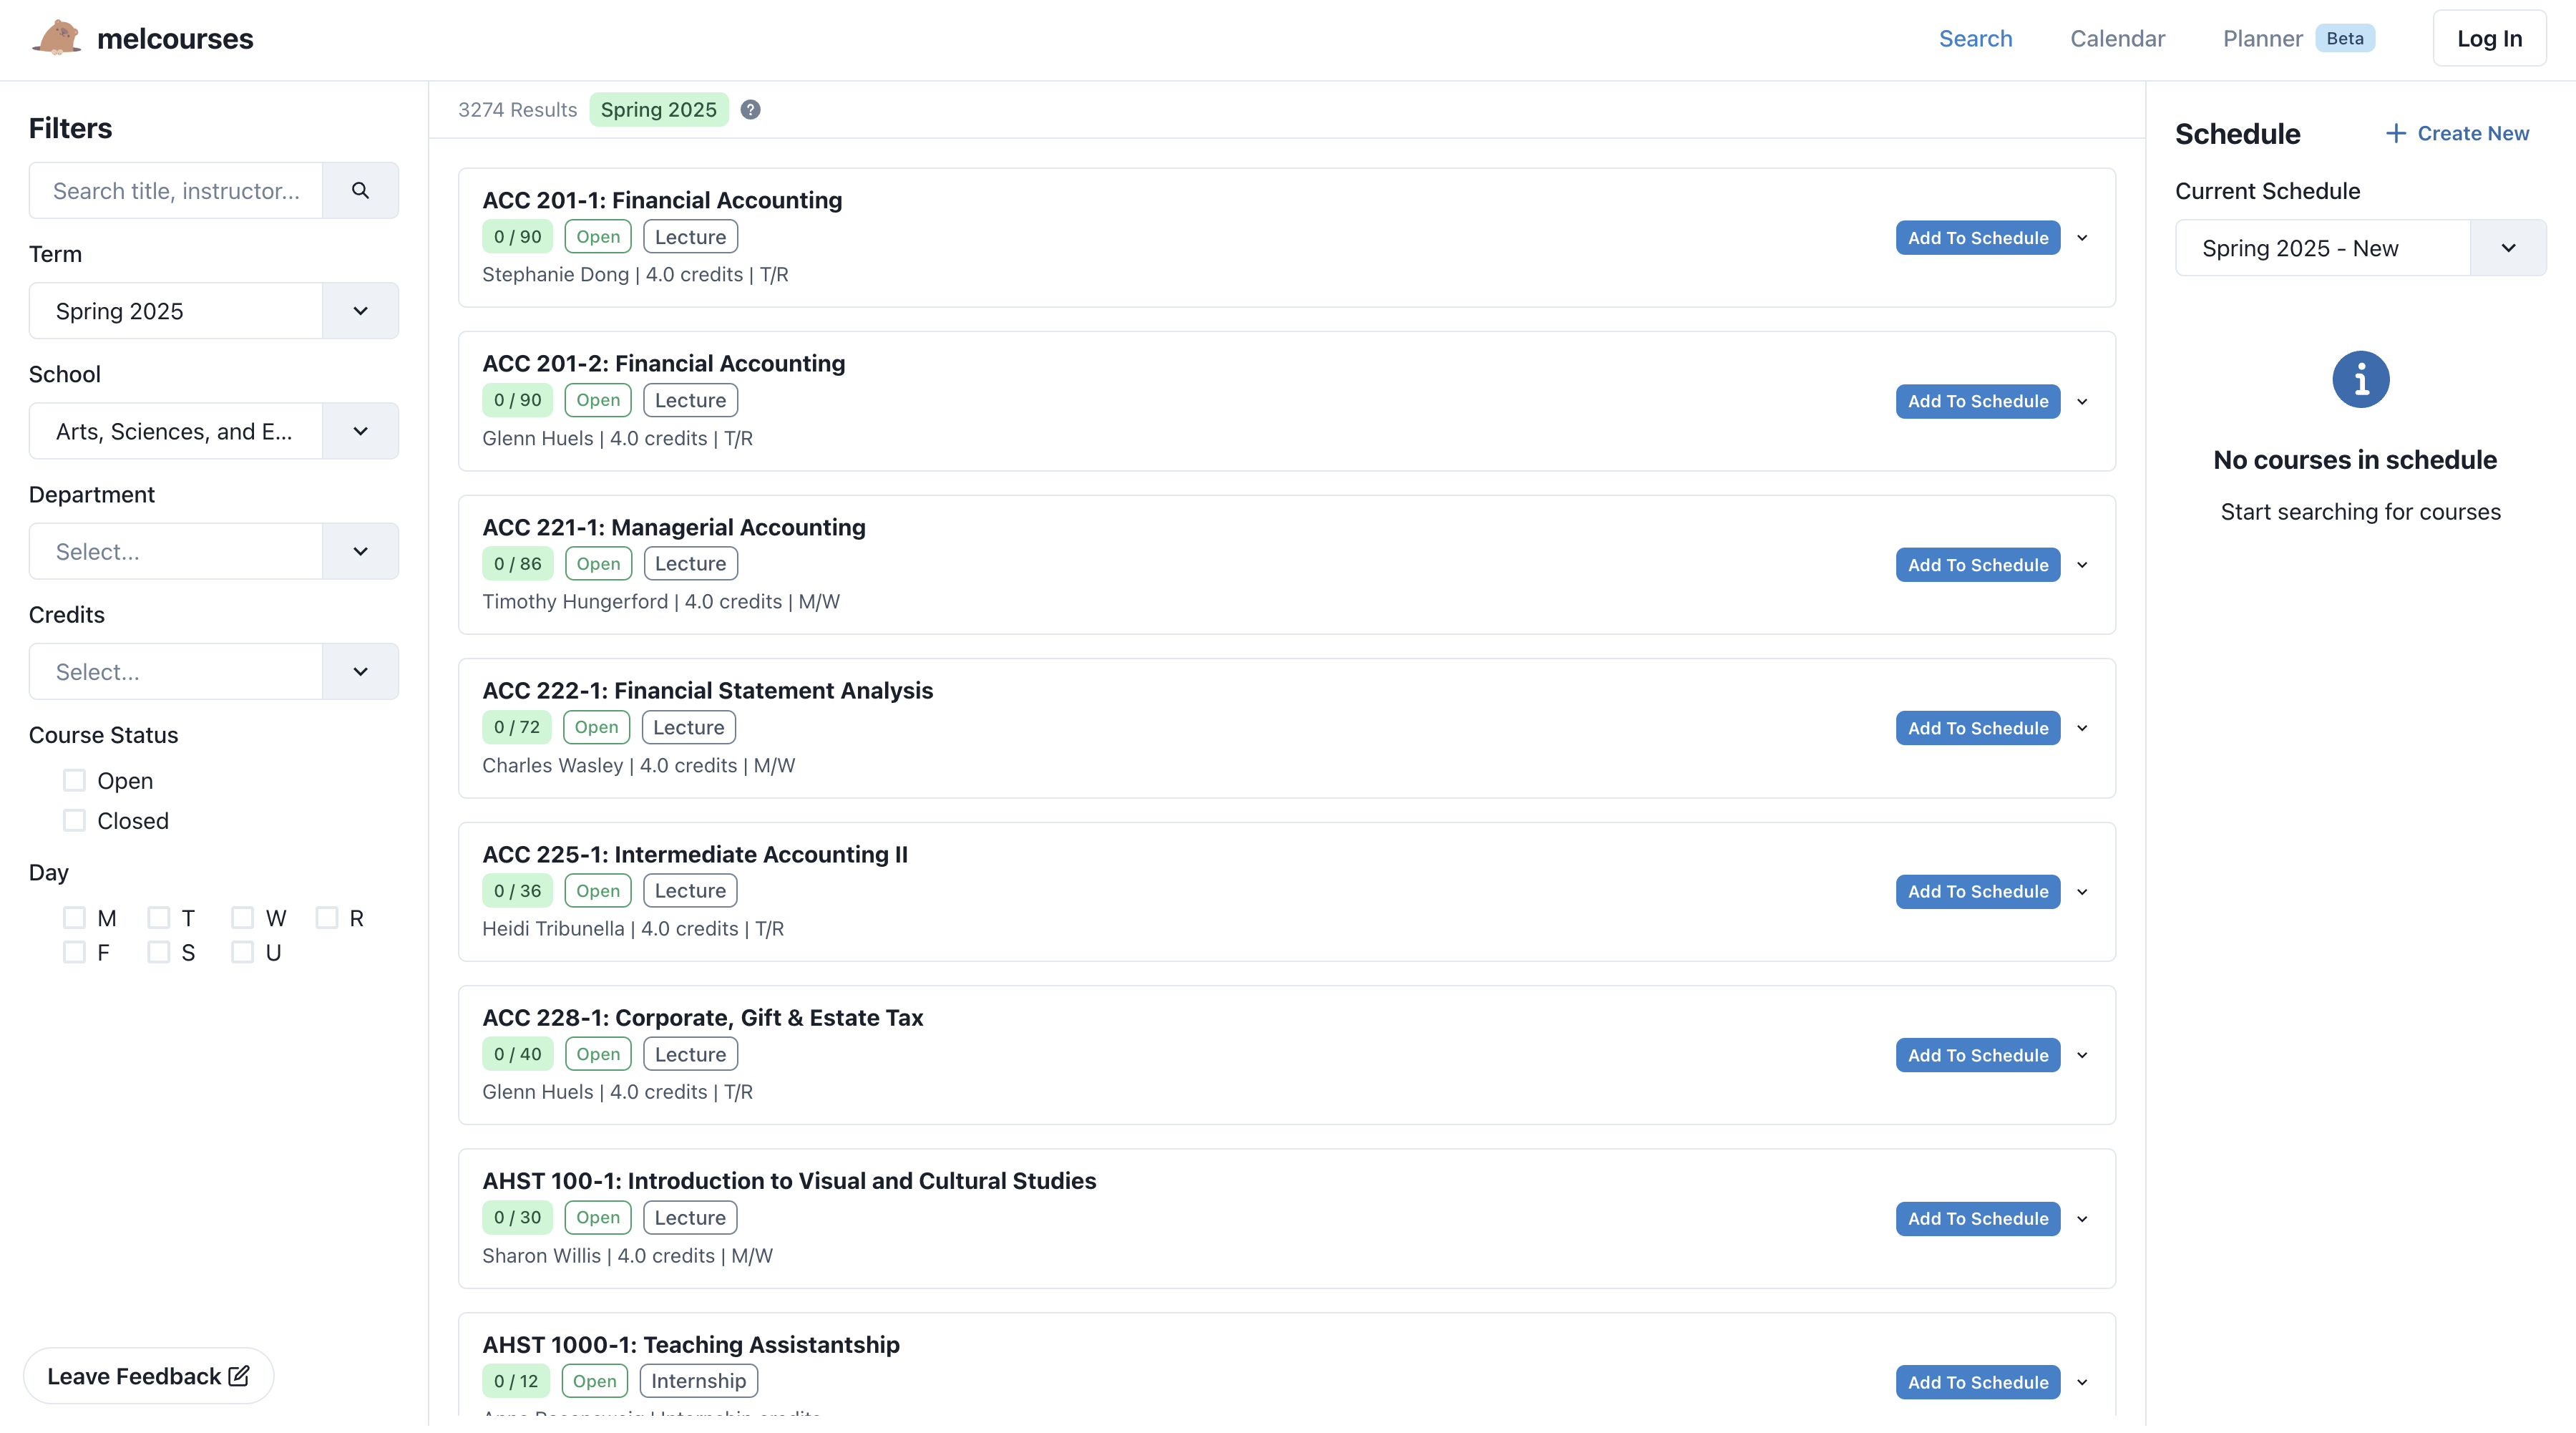 melcourses
Search
Calendar
Planner Beta
Log In
Filters
Search title, instructor...
Term
Spring 2025
School
Arts, Sciences, and E...
Department
Select...
Credits
Select...
Course Status
Open
Closed
Day
M T W R
F S U
Leave Feedback
3274 Results Spring 2025 ?
ACC 201-1: Financial Accounting
0 / 90 Open Lecture
Stephanie Dong | 4.0 credits | T/R
Add To Schedule
ACC 201-2: Financial Accounting
0 / 90 Open Lecture
Glenn Huels | 4.0 credits | T/R
Add To Schedule
ACC 221-1: Managerial Accounting
0 / 86 Open Lecture
Timothy Hungerford | 4.0 credits | M/W
Add To Schedule
ACC 222-1: Financial Statement Analysis
0 / 72 Open Lecture
Charles Wasley | 4.0 credits | M/W
Add To Schedule
ACC 225-1: Intermediate Accounting II
0 / 36 Open Lecture
Heidi Tribunella | 4.0 credits | T/R
Add To Schedule
ACC 228-1: Corporate, Gift & Estate Tax
0 / 40 Open Lecture
Glenn Huels | 4.0 credits | T/R
Add To Schedule
AHST 100-1: Introduction to Visual and Cultural Studies
0 / 30 Open Lecture
Sharon Willis | 4.0 credits | M/W
Add To Schedule
AHST 1000-1: Teaching Assistantship
0 / 12 Open Internship
Add To Schedule
Schedule
Create New
Current Schedule
Spring 2025 - New
No courses in schedule
Start searching for courses